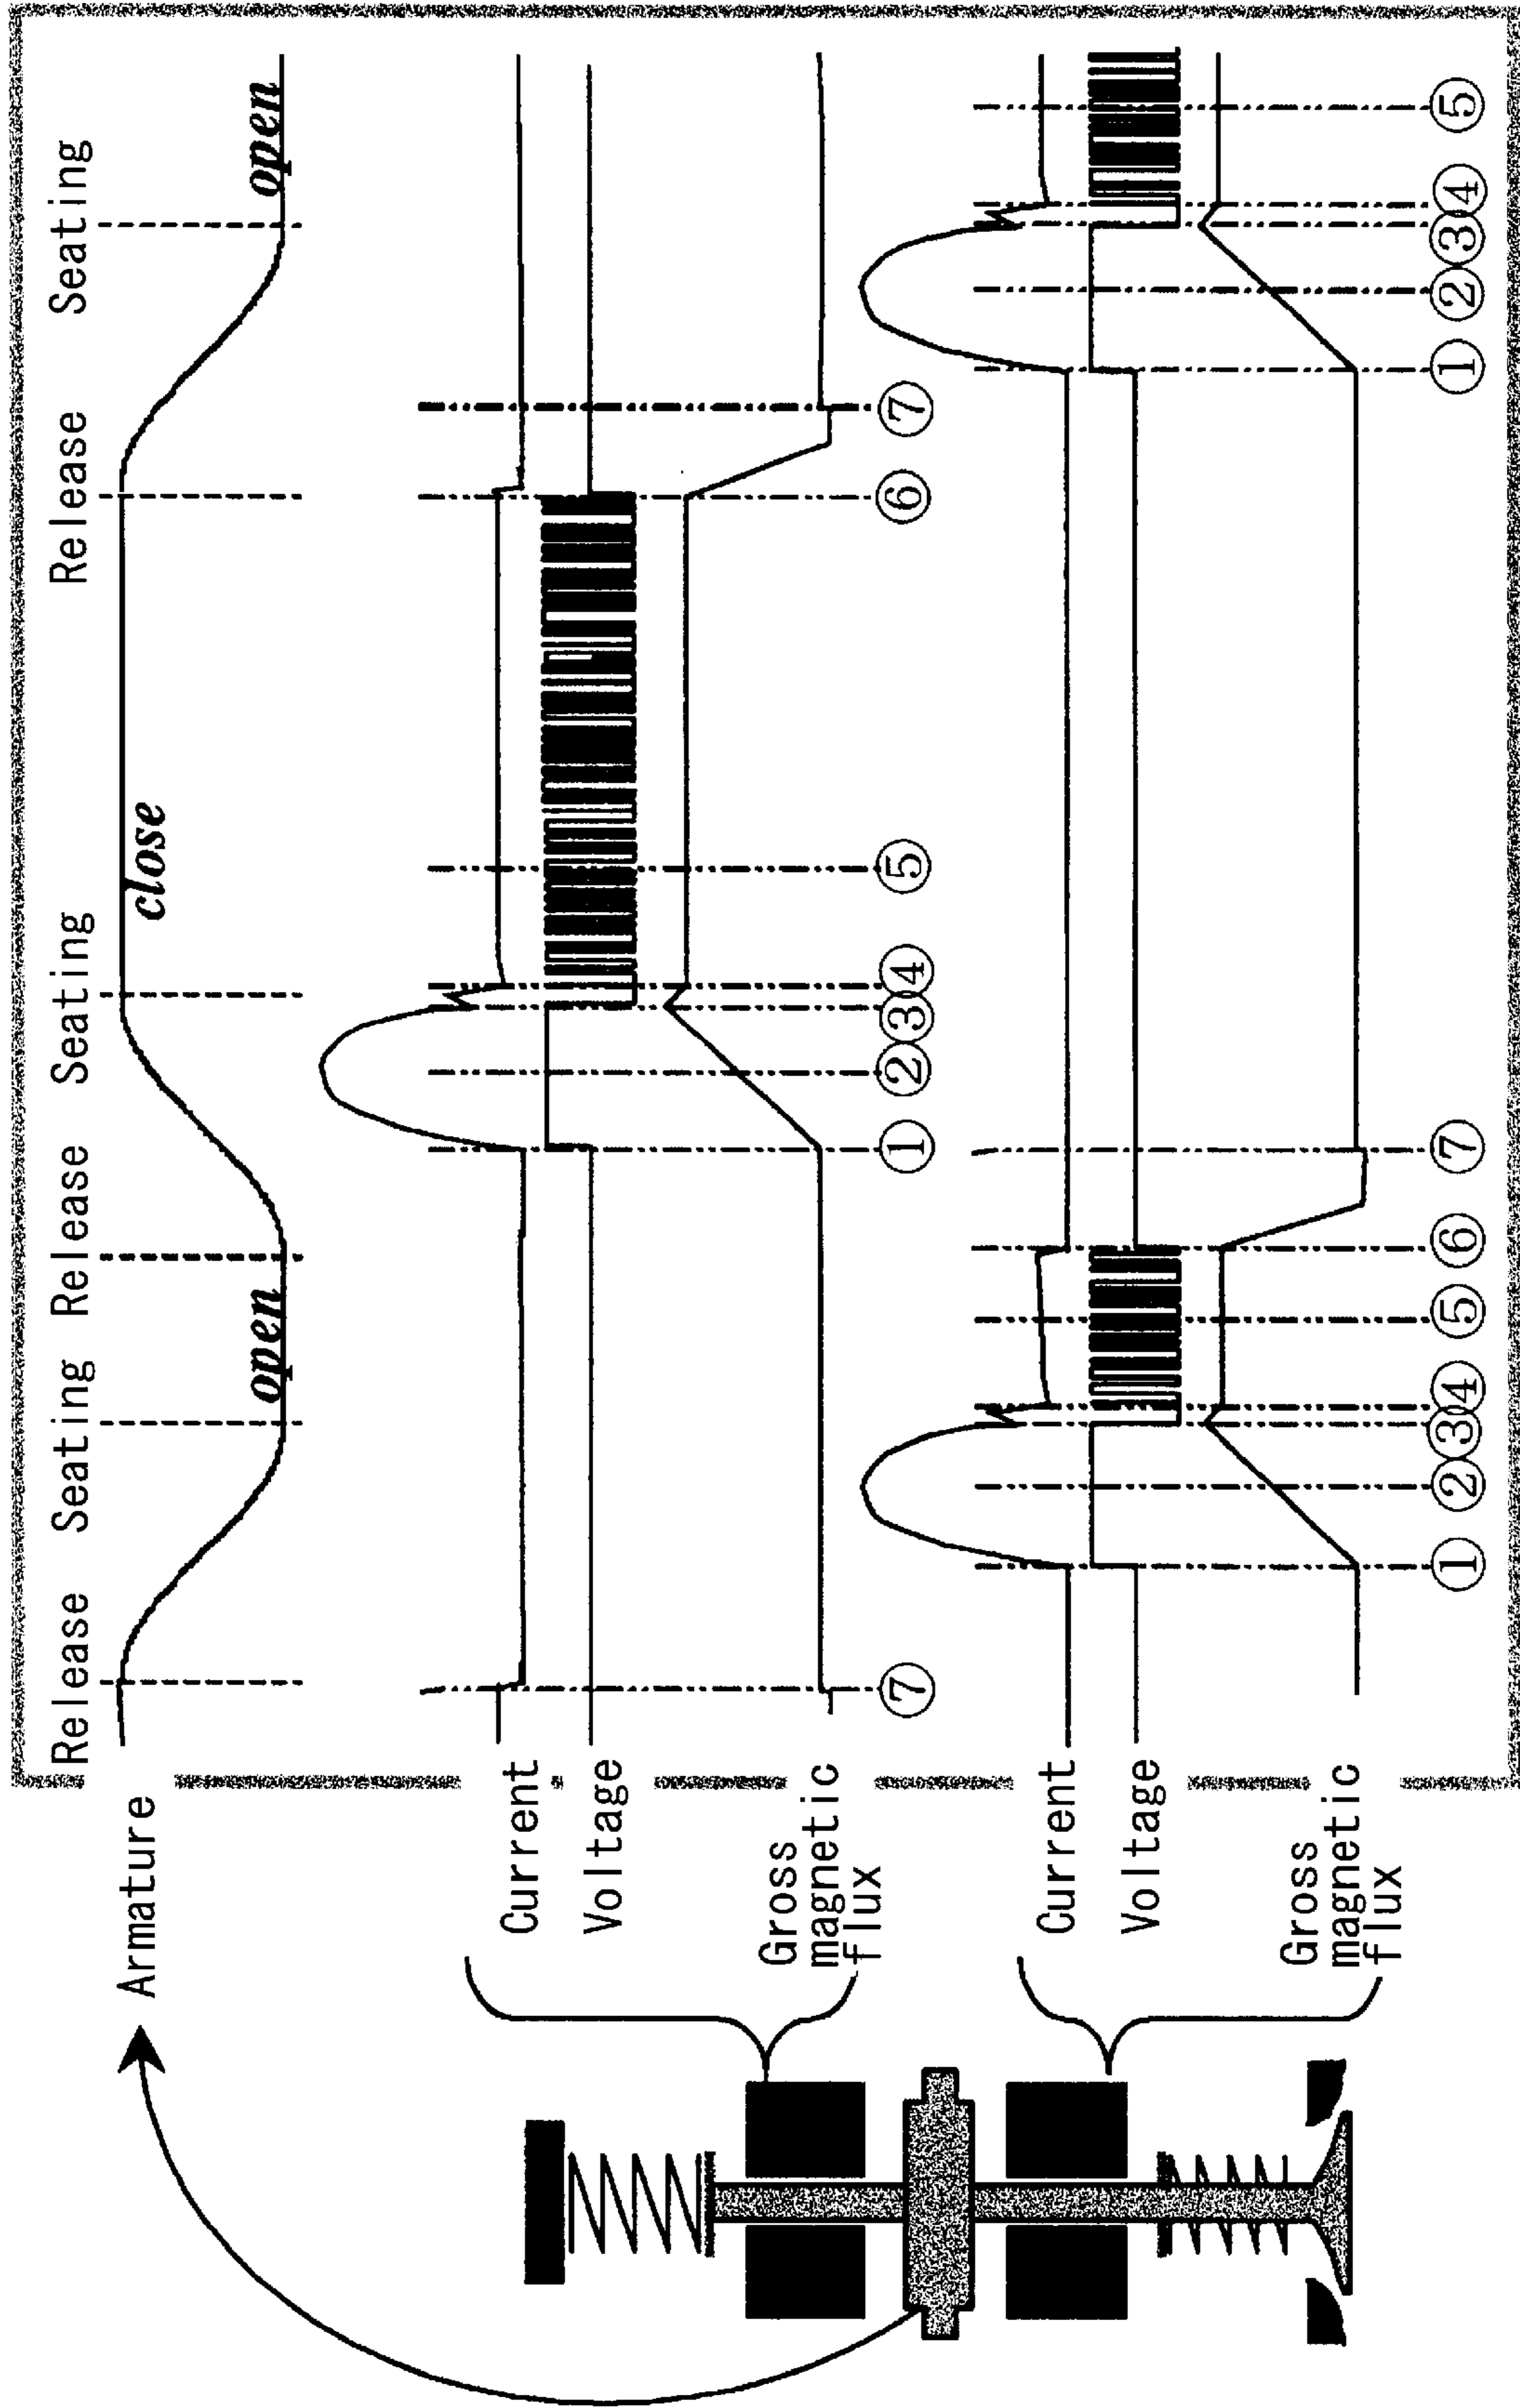 Release Seating Release Seating Release Seating
Armature
open
close
open
Current
Voltage
Gross
magnetic
flux
⑦ ① ② ③ ④ ⑤ ⑥ ⑦
Current
Voltage
Gross
magnetic
flux
① ② ③ ④ ⑤ ⑥ ⑦ ① ② ③ ④ ⑤